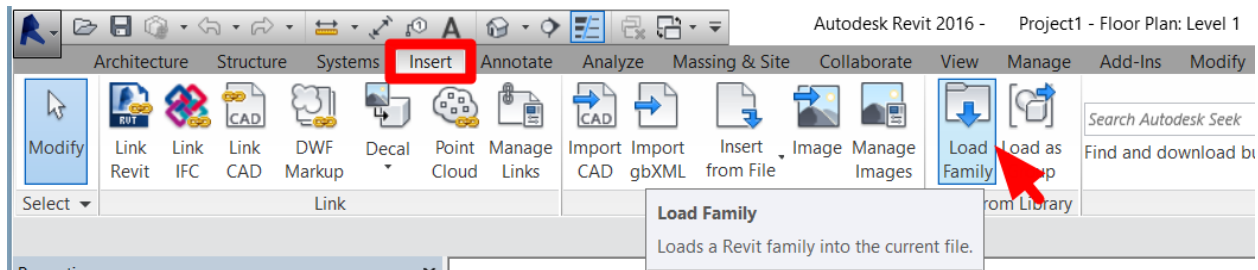 Autodesk Revit 2016 - Project1 - Floor Plan: Level 1
Architecture Structure Systems Insert Annotate Analyze Massing & Site Collaborate View Manage Add-Ins Modify
RVT
CAD
CAD
Search Autodesk Seek
Modify Link Link Link DWF Decal Point Manage Import Import Insert Image Manage Load Load as
Revit IFC CAD Markup Cloud Links CAD gbXML from File Images Family
Find and download
Select Link
Library
Load Family
Loads a Revit family into the current file.